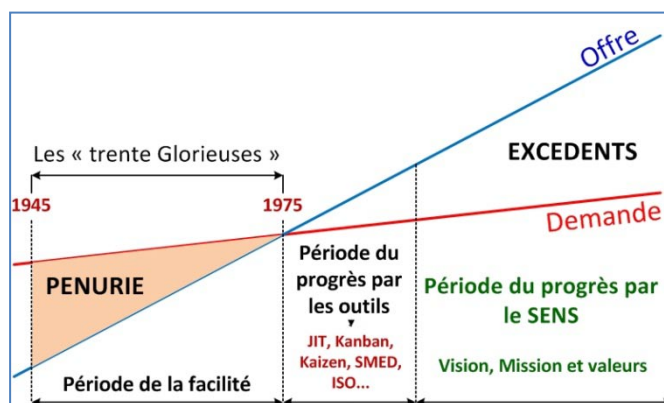 Offre
Les « trente Glorieuses »
EXCEDENTS
1945
1975
Demande
PENURIE
Période du
progrès par
les outils
JIT, Kanban,
Kaizen, SMED,
ISO...
Période du progrès par
le SENS
Vision, Mission et valeurs
Période de la facilité